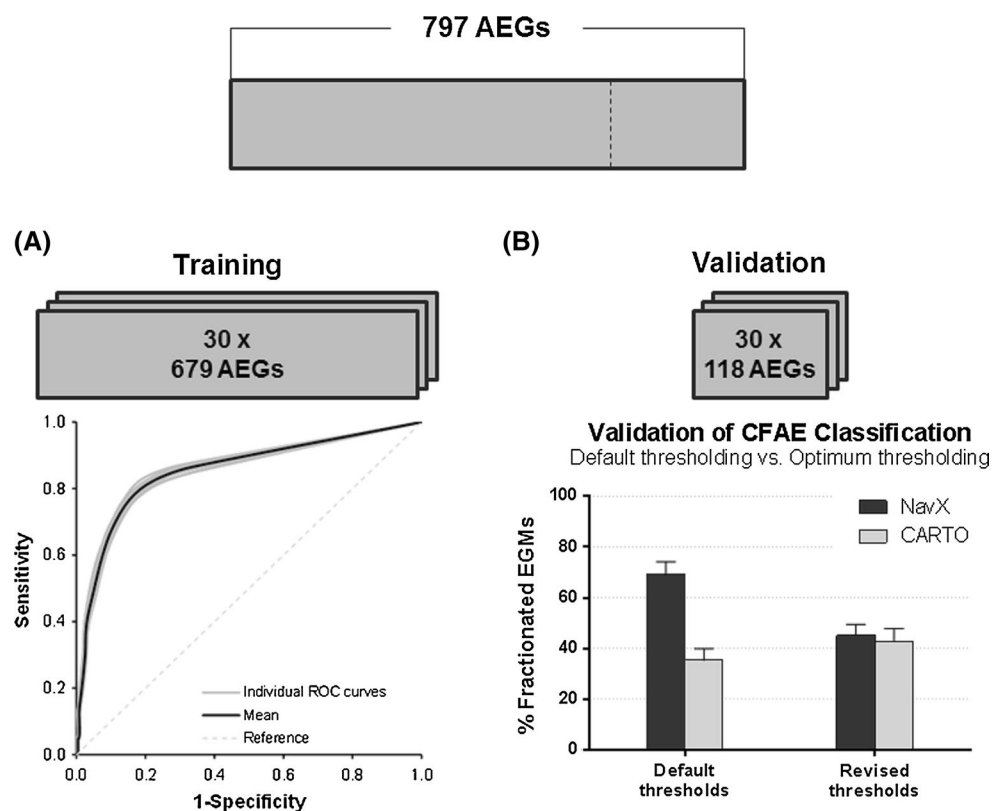 797 AEGs
(A)
Training
30 x
679 AEGs
1.0
0.8
0.6
0.4
0.2
0.0
Sensitivity
Individual ROC curves
Mean
Reference
0.0 0.2 0.4 0.6 0.8 1.0
1-Specificity
(B)
Validation
30 x
118 AEGs
Validation of CFAE Classification
Default thresholding vs. Optimum thresholding
100
80
60
40
20
0
% Fractionated EGMs
NavX
CARTO
Default
thresholds
Revised
thresholds